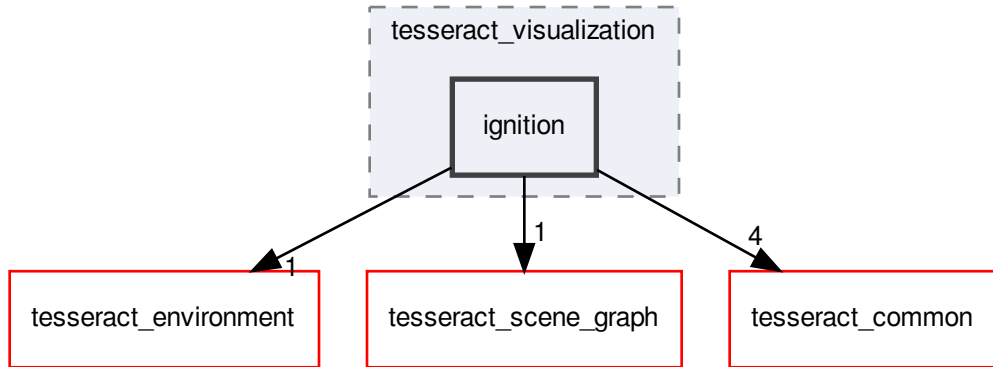 tesseract_visualization
ignition
1
1
4
tesseract_environment
tesseract_scene_graph
tesseract_common